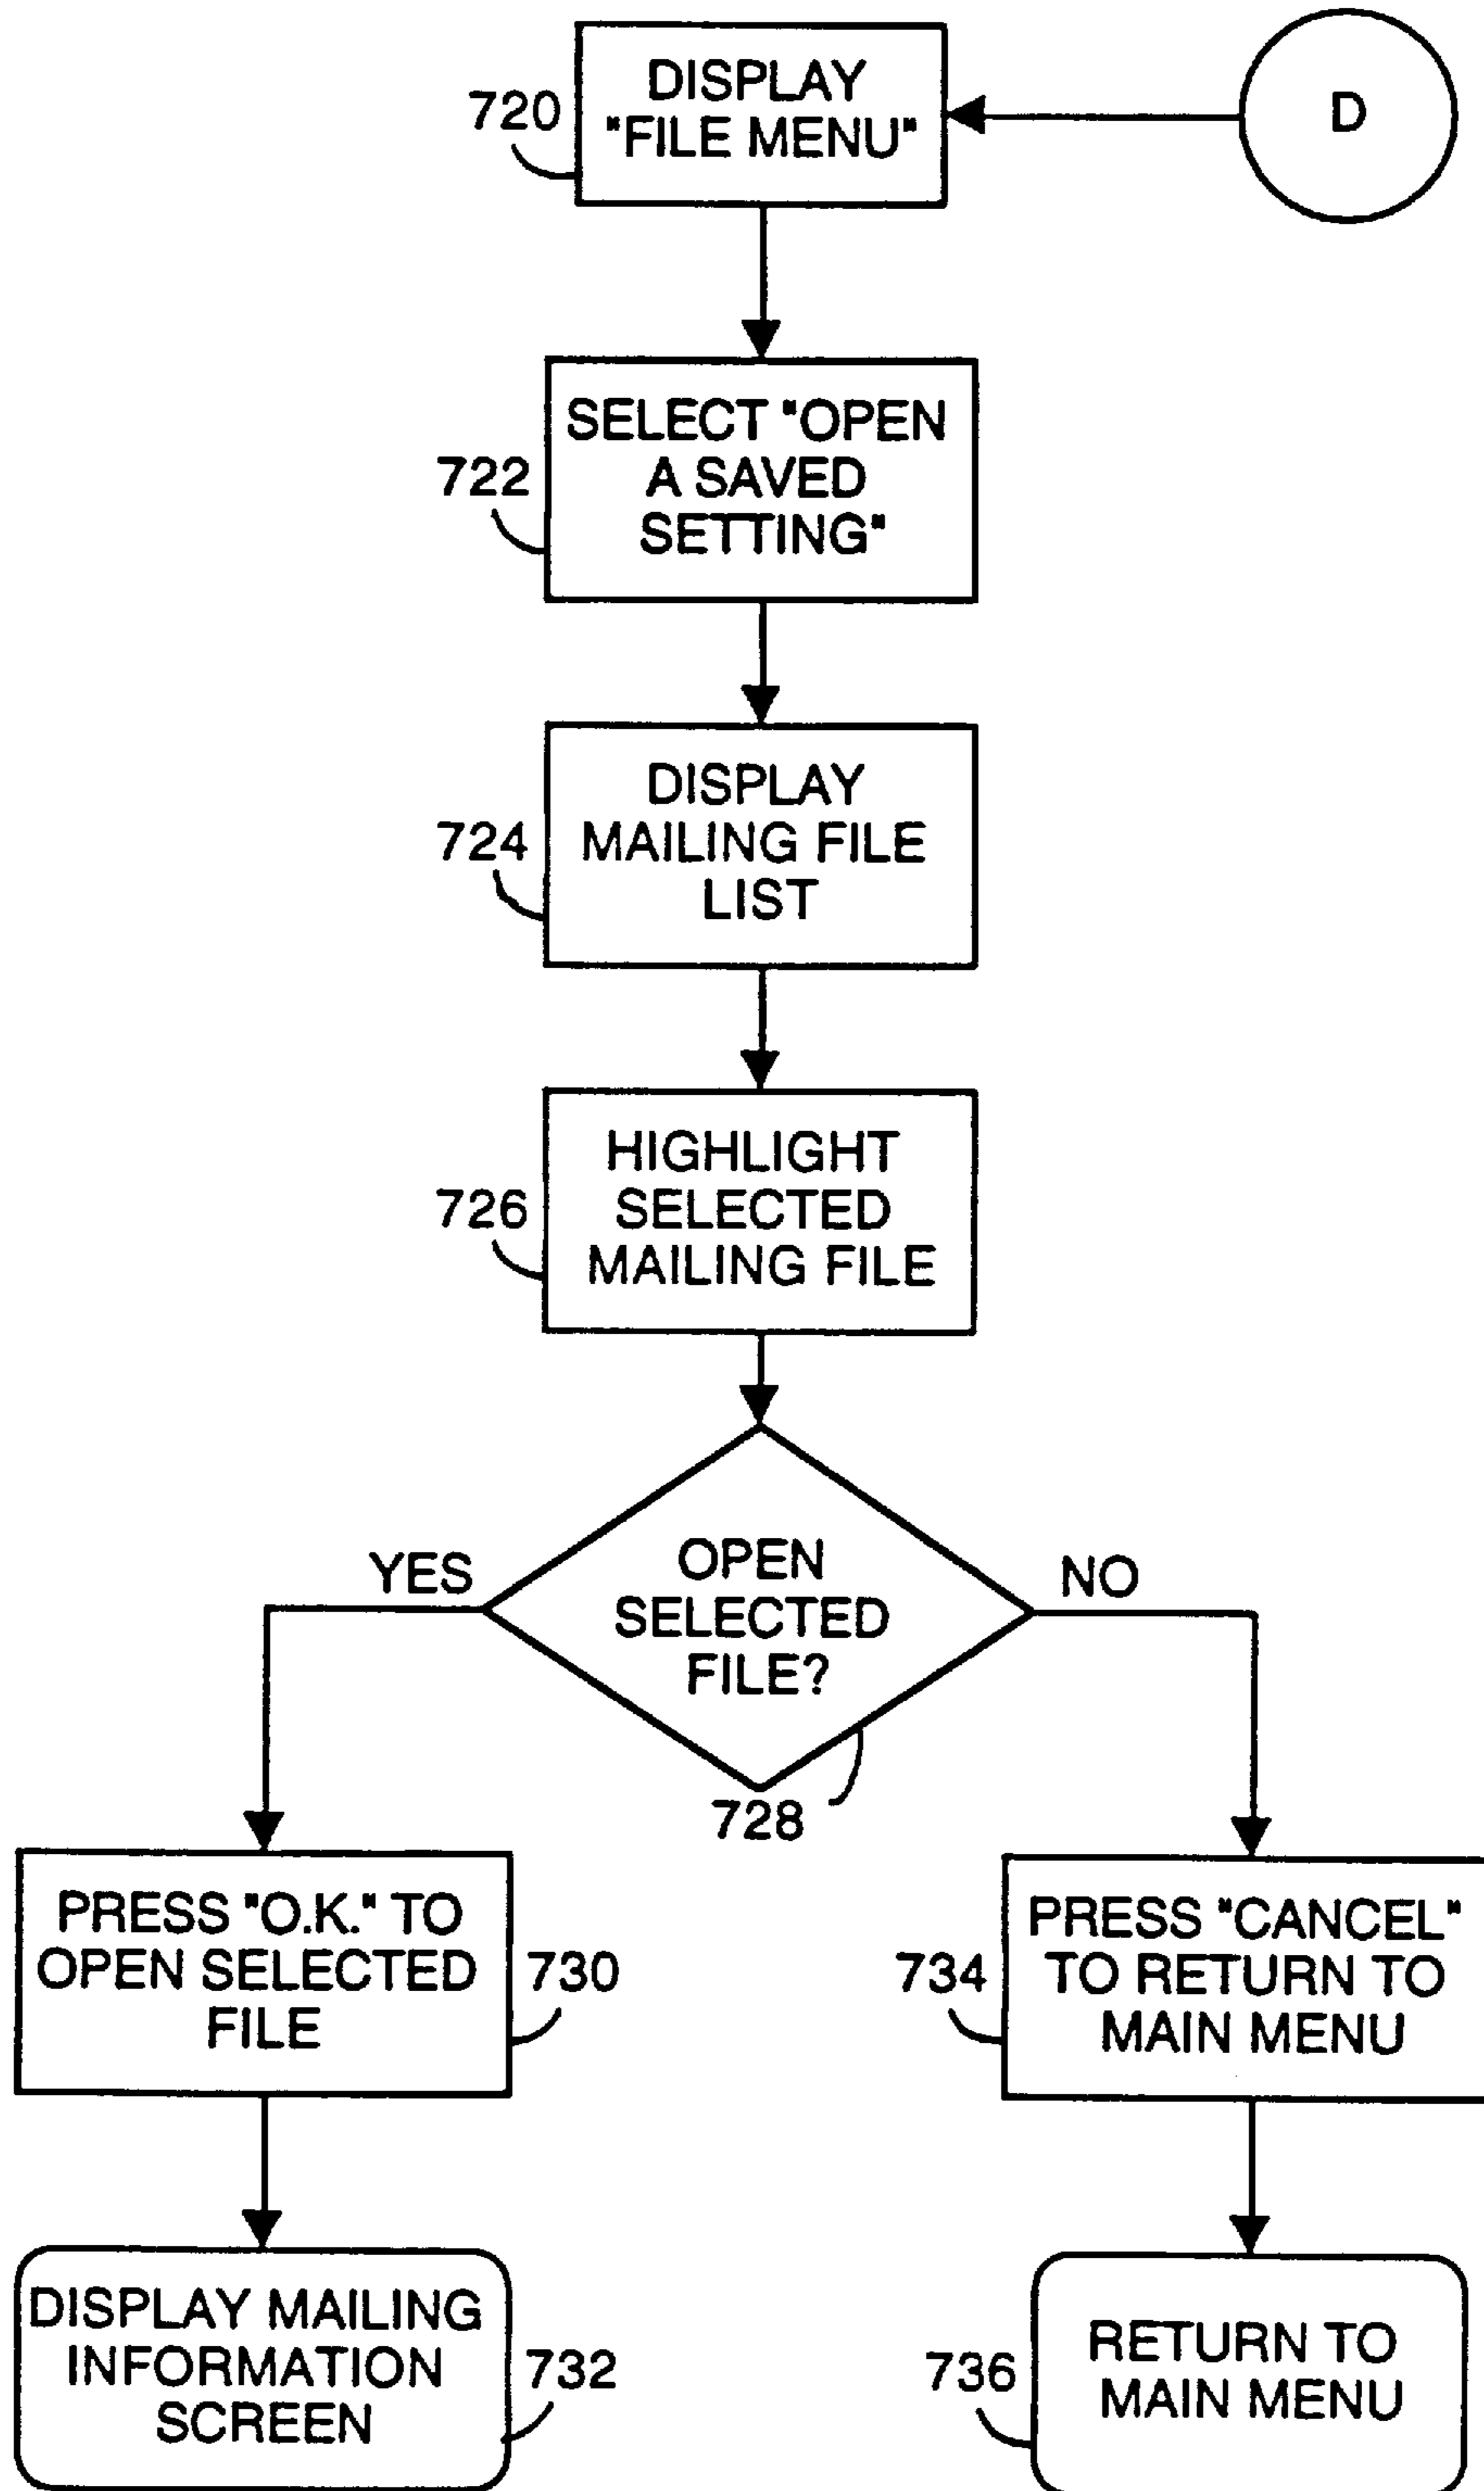 DISPLAY
"FILE MENU"
720
D
SELECT "OPEN
A SAVED
SETTING"
722
DISPLAY
MAILING FILE
LIST
724
HIGHLIGHT
SELECTED
MAILING FILE
726
OPEN
SELECTED
FILE?
YES
NO
728
PRESS "O.K." TO
OPEN SELECTED
FILE
730
PRESS "CANCEL"
TO RETURN TO
MAIN MENU
734
DISPLAY MAILING
INFORMATION
SCREEN
732
RETURN TO
MAIN MENU
736